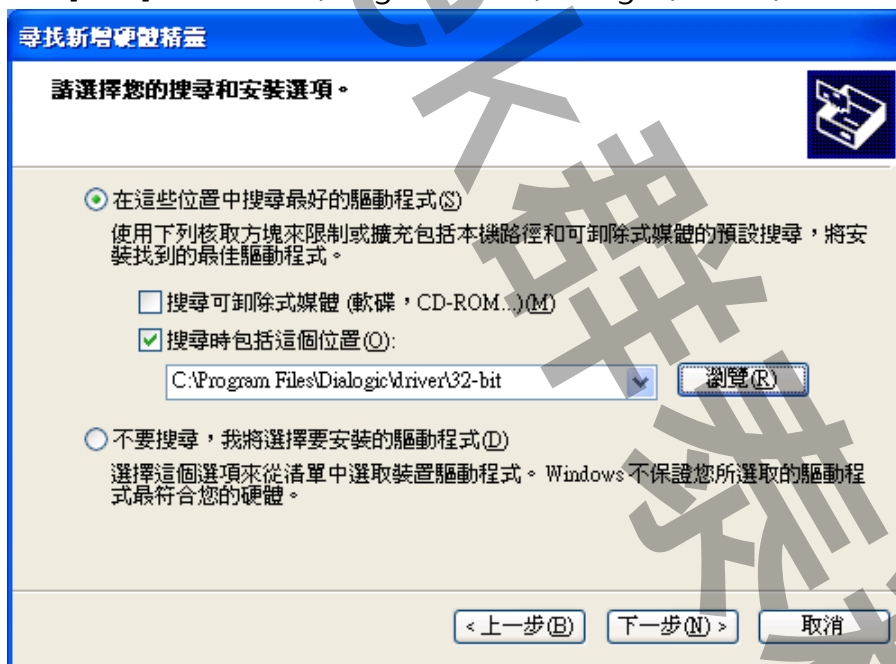 尋找新增硬體精靈
請選擇您的搜尋和安裝選項。
在這些位置中搜尋最好的驅動程式(S)
使用下列核取方塊來限制或擴充包括本機路徑和可卸除式媒體的預設搜尋，將安
裝找到的最佳驅動程式。
搜尋可卸除式媒體 (軟碟，CD-ROM...)(M)
搜尋時包括這個位置(O):
C:\Program Files\Dialogic\driver\32-bit
瀏覽(R)
不要搜尋，我將選擇要安裝的驅動程式(D)
選擇這個選項來從清單中選取裝置驅動程式。Windows 不保證您所選取的驅動程
式最符合您的硬體。
<上一步(B) 下一步(N)> 取消